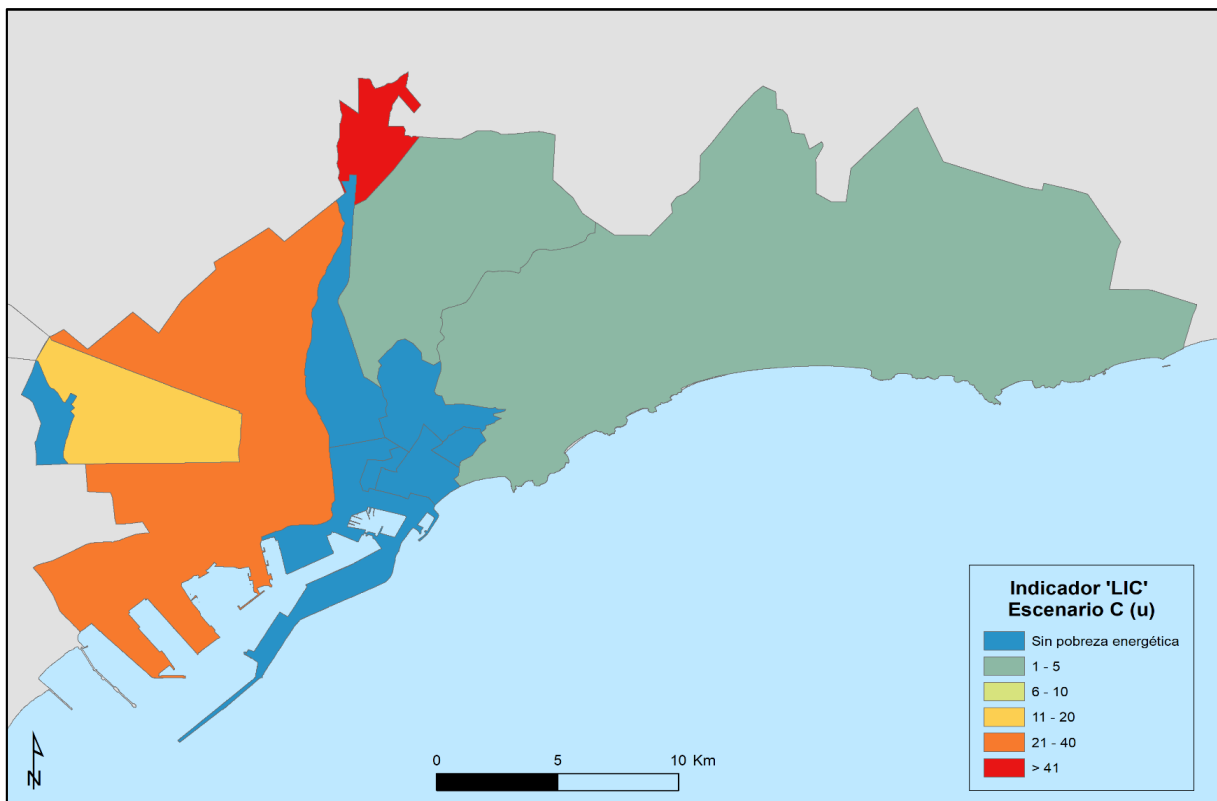 Indicador 'LIC'
Escenario C (u)
Sin pobreza energética
1 - 5
6 - 10
11 - 20
21 - 40
> 41
N
0 5 10 Km